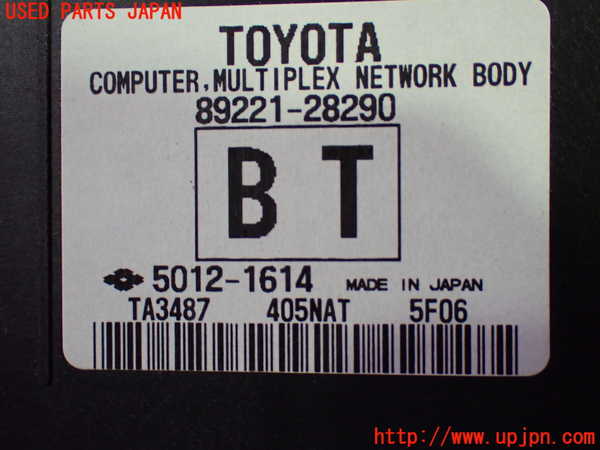 USED PARTS JAPAN
TOYOTA
COMPUTER,MULTIPLEX NETWORK BODY
89221-28290
BT
5012-1614 MADE IN JAPAN
TA3487 405NAT 5F06
http://www.upjpn.com